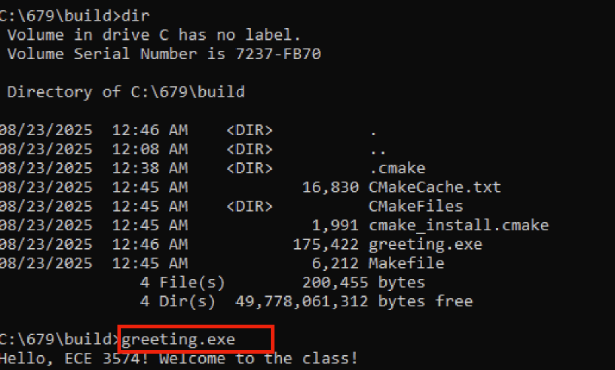 C:\679\build>dir
Volume in drive C has no label.
Volume Serial Number is 7237-FB70
Directory of C:\679\build
08/23/2025  12:46 AM    <DIR>          .
08/23/2025  12:08 AM    <DIR>          ..
08/23/2025  12:38 AM    <DIR>          .cmake
08/23/2025  12:45 AM            16,830 CMakeCache.txt
08/23/2025  12:45 AM    <DIR>          CMakeFiles
08/23/2025  12:45 AM             1,991 cmake_install.cmake
08/23/2025  12:46 AM           175,422 greeting.exe
08/23/2025  12:45 AM             6,212 Makefile
4 File(s)        200,455 bytes
4 Dir(s)  49,778,061,312 bytes free
C:\679\build>greeting.exe
Hello, ECE 3574! Welcome to the class!